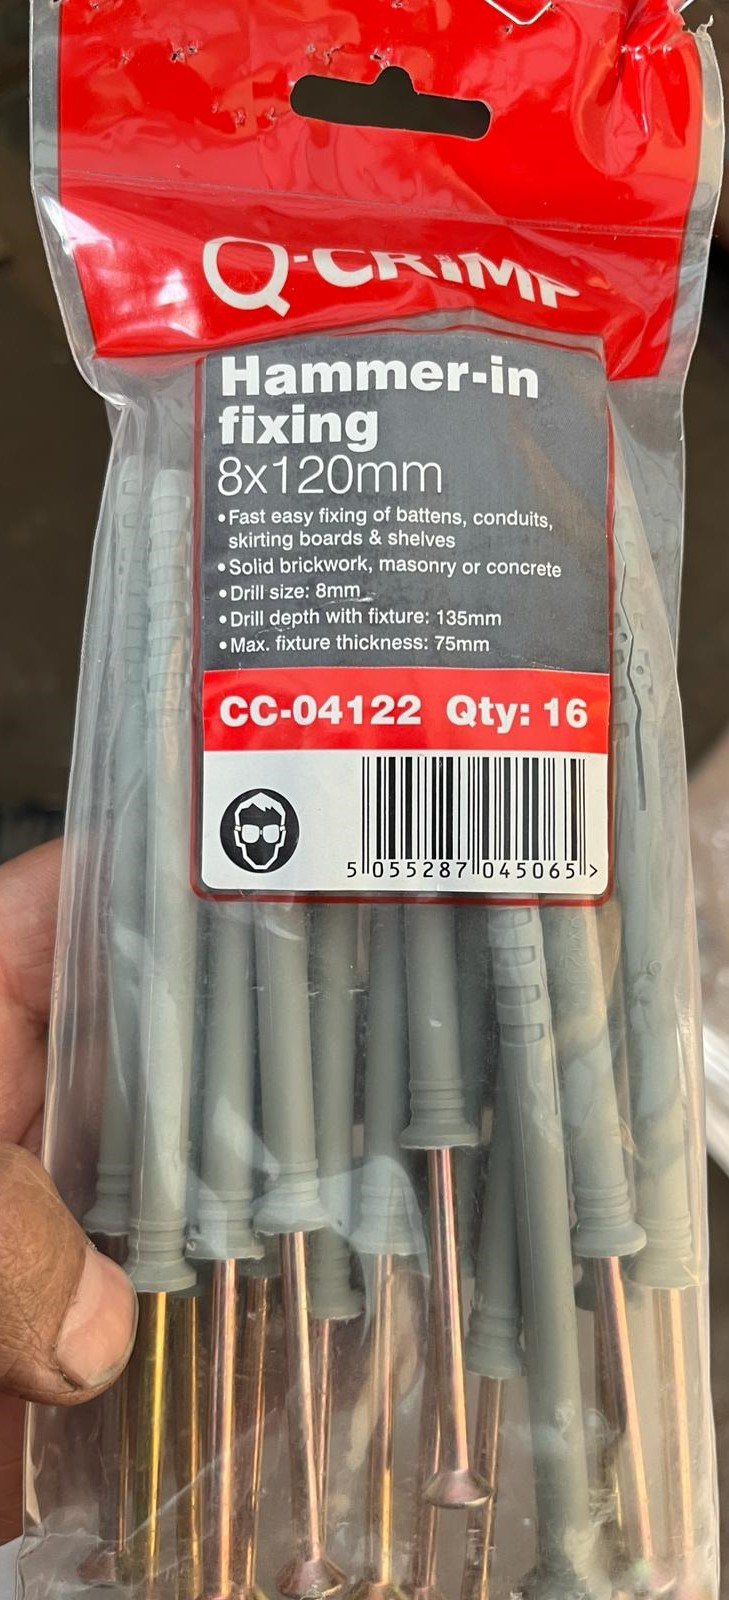 Q-CRIMP
Hammer-in
fixing
8x120mm
•Fast easy fixing of battens, conduits,
skirting boards & shelves
•Solid brickwork, masonry or concrete
•Drill size: 8mm
•Drill depth with fixture: 135mm
•Max. fixture thickness: 75mm
CC-04122 Qty: 16
5 055287 045065 >